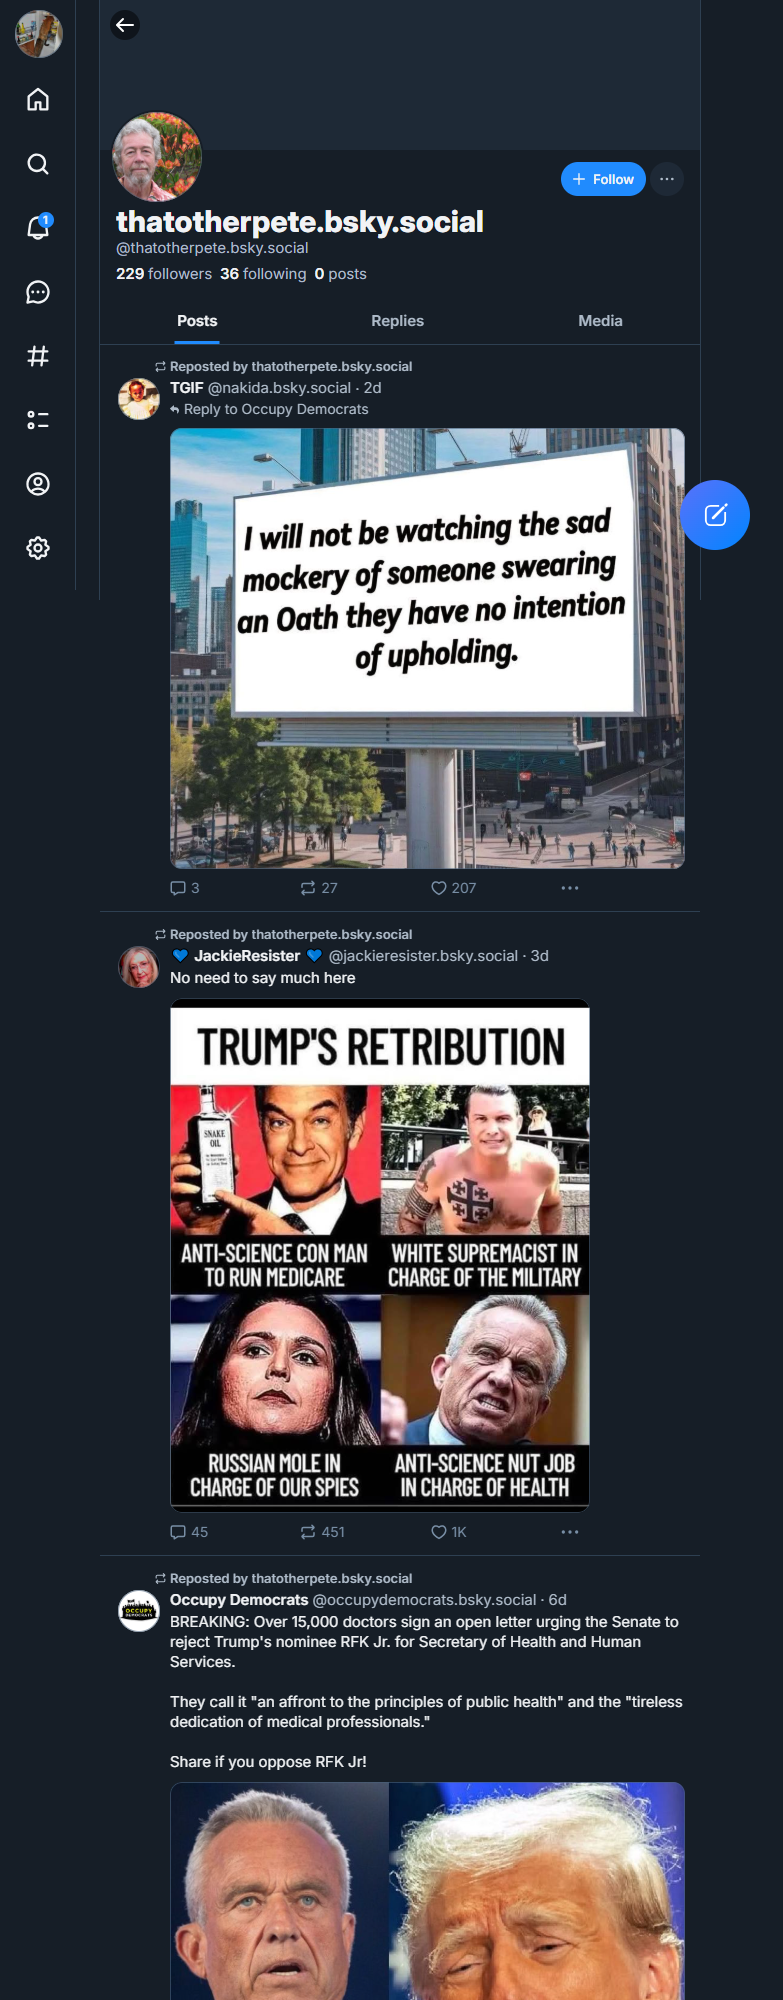 1
+ Follow
thatotherpete.bsky.social
@thatotherpete.bsky.social
229 followers 36 following 0 posts
Posts Replies Media
Reposted by thatotherpete.bsky.social
TGIF @nakida.bsky.social · 2d
Reply to Occupy Democrats
I will not be watching the sad
mockery of someone swearing
an Oath they have no intention
of upholding.
3 27 207
Reposted by thatotherpete.bsky.social
💙 JackieResister 💙 @jackieresister.bsky.social · 3d
No need to say much here
TRUMP'S RETRIBUTION
SNAKE
OIL
ANTI-SCIENCE CON MAN
TO RUN MEDICARE
WHITE SUPREMACIST IN
CHARGE OF THE MILITARY
RUSSIAN MOLE IN
CHARGE OF OUR SPIES
ANTI-SCIENCE NUT JOB
IN CHARGE OF HEALTH
45 451 1K
Reposted by thatotherpete.bsky.social
OCCUPY
DEMOCRATS
Occupy Democrats @occupydemocrats.bsky.social · 6d
BREAKING: Over 15,000 doctors sign an open letter urging the Senate to
reject Trump's nominee RFK Jr. for Secretary of Health and Human
Services.
They call it "an affront to the principles of public health" and the "tireless
dedication of medical professionals."
Share if you oppose RFK Jr!